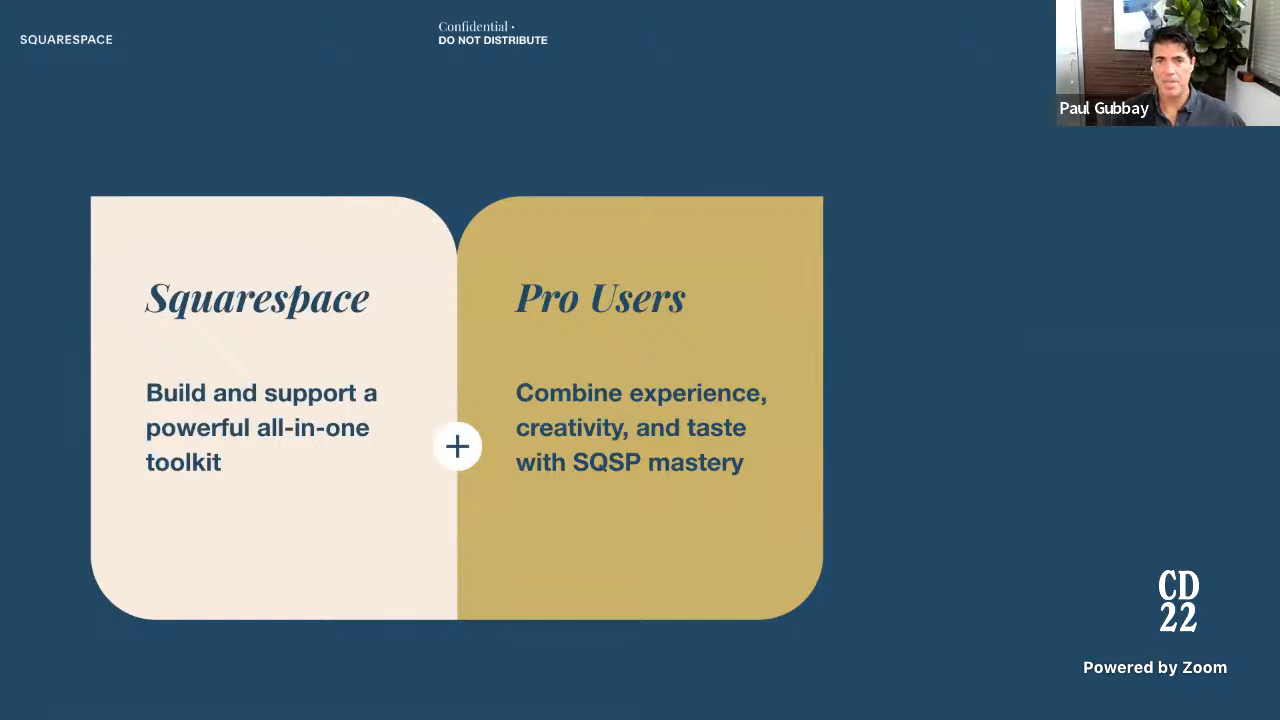 SQUARESPACE
Confidential •
DO NOT DISTRIBUTE
Paul Gubbay
Squarespace
Build and support a
powerful all-in-one
toolkit
+
Pro Users
Combine experience,
creativity, and taste
with SQSP mastery
CD
22
Powered by Zoom